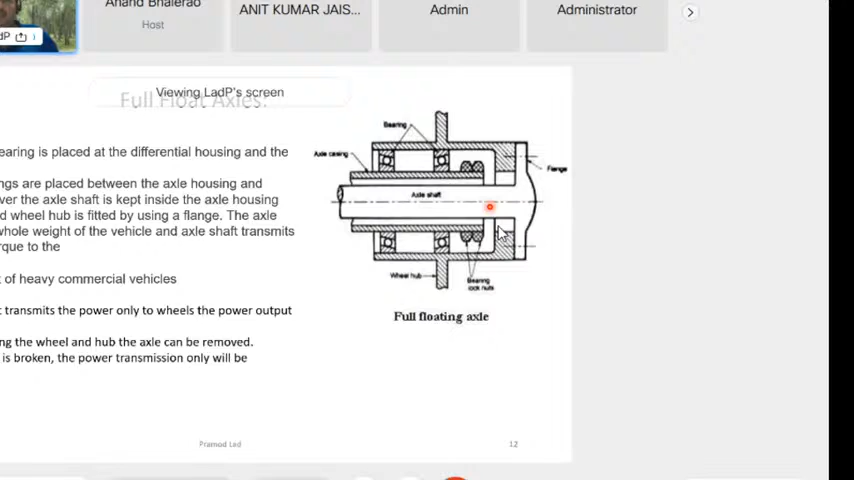 Anand Bhalerao
Host
ANIT KUMAR JAIS...
Admin
Administrator
dP
Viewing LadP's screen
Full Float Axles:
earing is placed at the differential housing and the
ngs are placed between the axle housing and
ver the axle shaft is kept inside the axle housing
d wheel hub is fitted by using a flange. The axle
whole weight of the vehicle and axle shaft transmits
rque to the
t of heavy commercial vehicles
t transmits the power only to wheels the power output
ng the wheel and hub the axle can be removed.
is broken, the power transmission only will be
Bearing
Axle casing
Flange
Axle shaft
Wheel hub
Bearing
lock nuts
Full floating axle
Pramod Lad
12